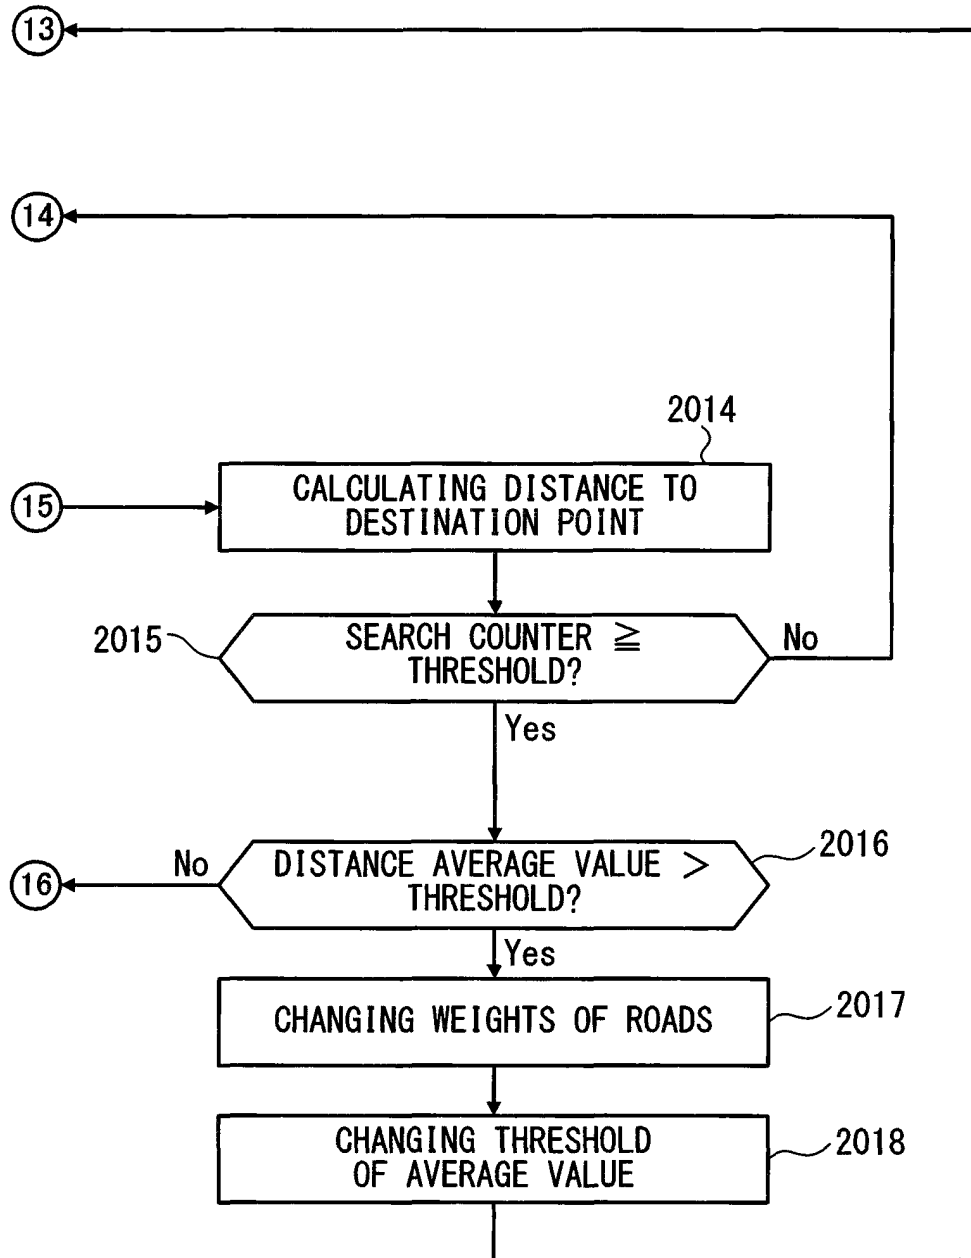 13
14
2014
15
CALCULATING DISTANCE TO
DESTINATION POINT
2015
SEARCH COUNTER ≧
THRESHOLD?
No
Yes
2016
16
No
DISTANCE AVERAGE VALUE >
THRESHOLD?
Yes
2017
CHANGING WEIGHTS OF ROADS
2018
CHANGING THRESHOLD
OF AVERAGE VALUE